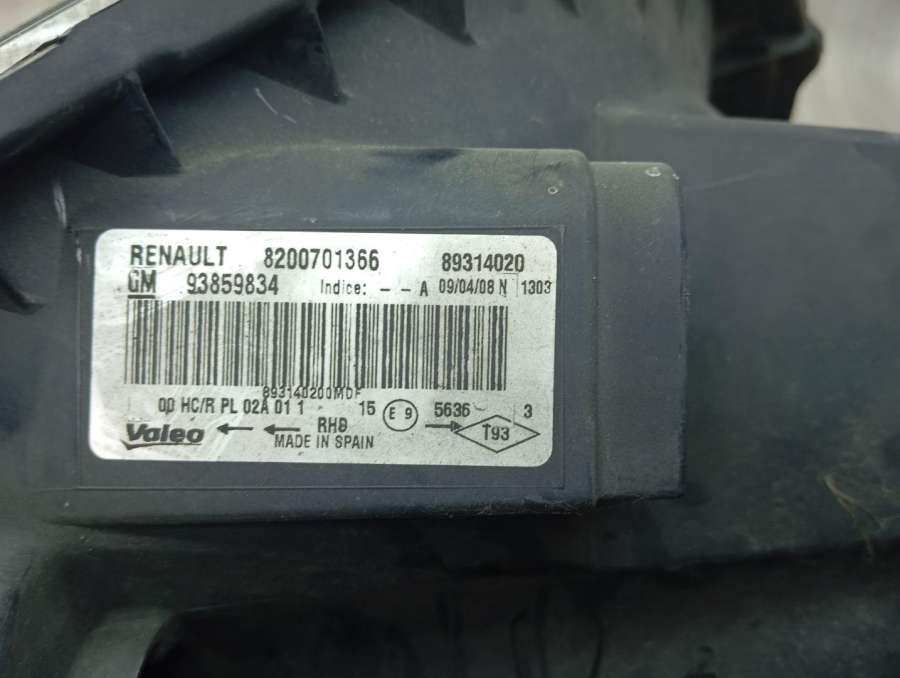 RENAULT 8200701366 89314020
GM 93859834 Indice: - - A 09/04/08 N 1303
893140200MDF
00 HC/R PL 02A 01 1 15 E 9 5636 3
Valeo RHD T93
MADE IN SPAIN